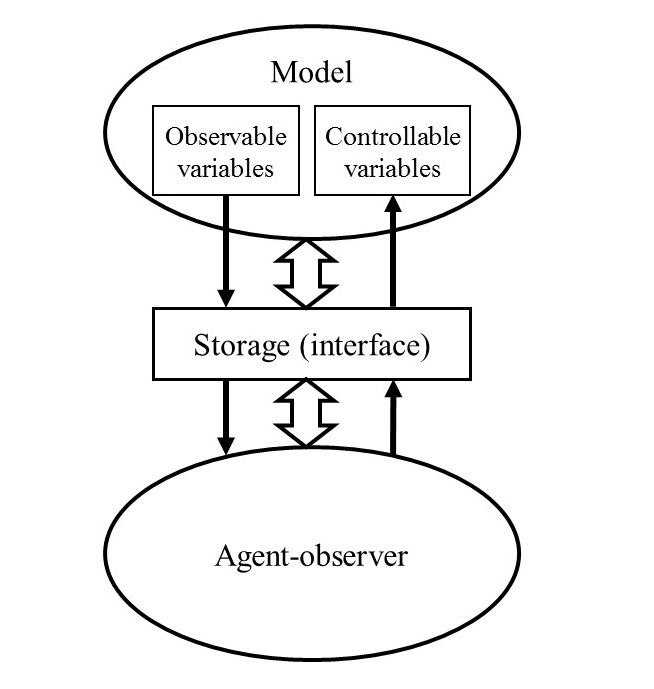 Model
Observable
variables
Controllable
variables
Storage (interface)
Agent-observer